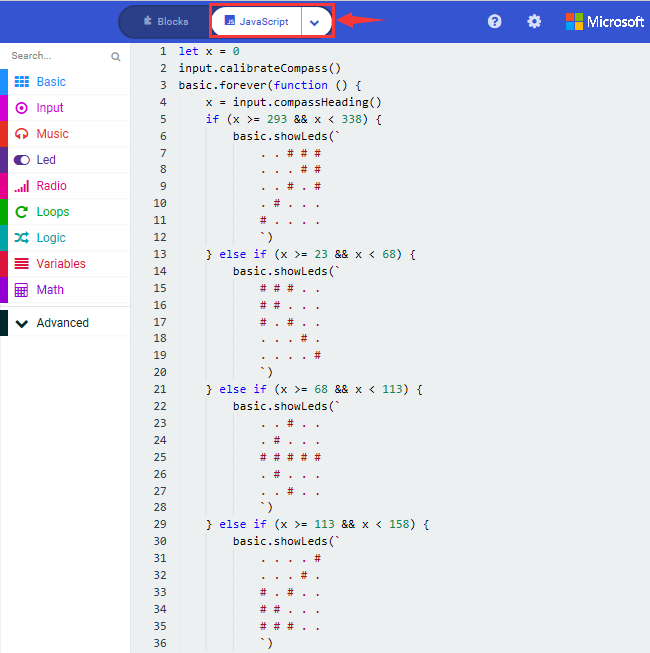 Blocks
JavaScript
Microsoft
Search...
Basic
Input
Music
Led
Radio
Loops
Logic
Variables
Math
Advanced
1 let x = 0
2 input.calibrateCompass()
3 basic.forever(function () {
4 x = input.compassHeading()
5 if (x >= 293 && x < 338) {
6 basic.showLeds(`
7 . . # # #
8 . . . # #
9 . . # . #
10 . # . . .
11 # . . . .
12 `)
13 } else if (x >= 23 && x < 68) {
14 basic.showLeds(`
15 # # # . .
16 # # . . .
17 # . # . .
18 . . . # .
19 . . . . #
20 `)
21 } else if (x >= 68 && x < 113) {
22 basic.showLeds(`
23 . . # . .
24 . # . . .
25 # # # # #
26 . # . . .
27 . . # . .
28 `)
29 } else if (x >= 113 && x < 158) {
30 basic.showLeds(`
31 . . . . #
32 . . . # .
33 # . # . .
34 # # . . .
35 # # # . .
36 `)